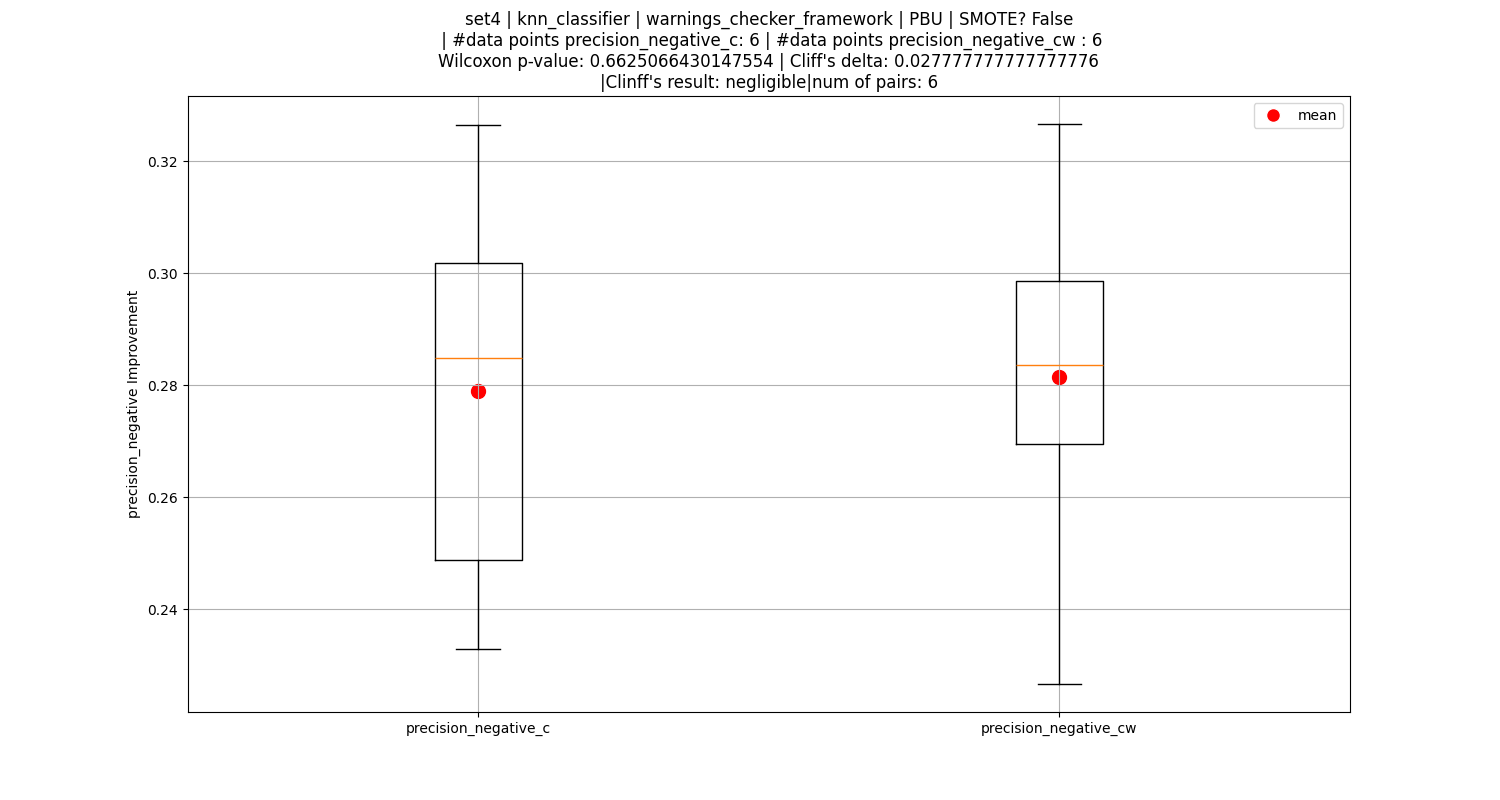 set4 | knn_classifier | warnings_checker_framework | PBU | SMOTE? False
| #data points precision_negative_c: 6 | #data points precision_negative_cw : 6
Wilcoxon p-value: 0.6625066430147554 | Cliff's delta: 0.027777777777777776
|Clinff's result: negligible|num of pairs: 6
mean
0.32
0.30
0.28
0.26
0.24
precision_negative Improvement
precision_negative_c
precision_negative_cw